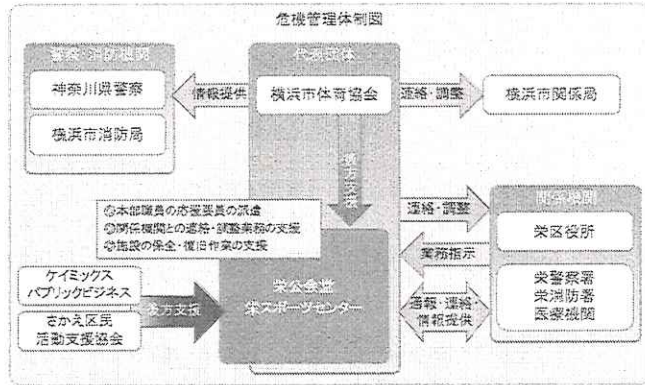 危機管理体制図
警察・消防機関
神奈川県警察
横浜市消防局
情報提供
代表団体
横浜市体育協会
連絡・調整
横浜市関係局
後方支援
①本部職員の応援要員の派遣
②関係機関との連絡・調整業務の支援
③施設の保全・復旧作業の支援
連絡・調整
業務指示
関係機関
栄区役所
ケイミックス
パブリックビジネス
さかえ区民
活動支援協会
後方支援
栄公会堂
栄スポーツセンター
通報・連絡・
情報提供
栄警察署
栄消防署
医療機関